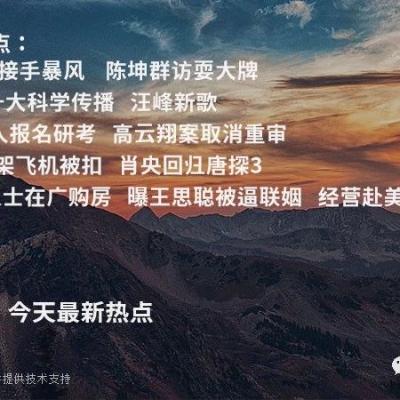 点：
接手暴风 陈坤群访耍大牌
十大科学传播 汪峰新歌
人报名研考 高云翔案取消重审
架飞机被扣 肖央回归唐探3
士在广购房 曝王思聪被逼联姻 经营赴美
今天最新热点
提供技术支持